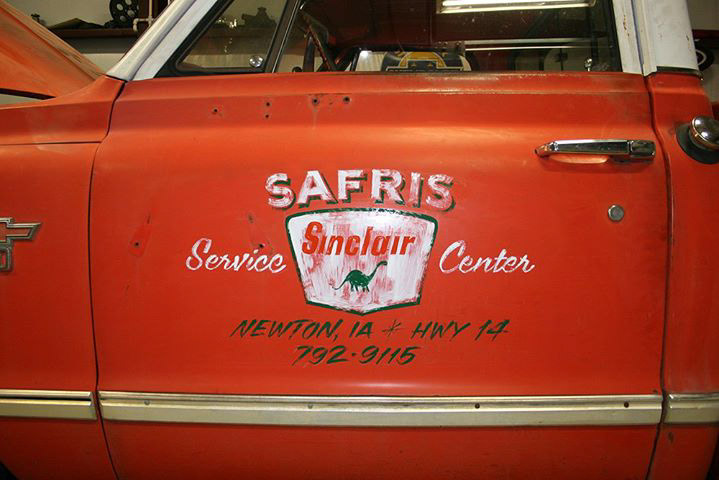 SAFRIS
Sinclair
Service Center
NEWTON, IA * HWY 14
792-9115